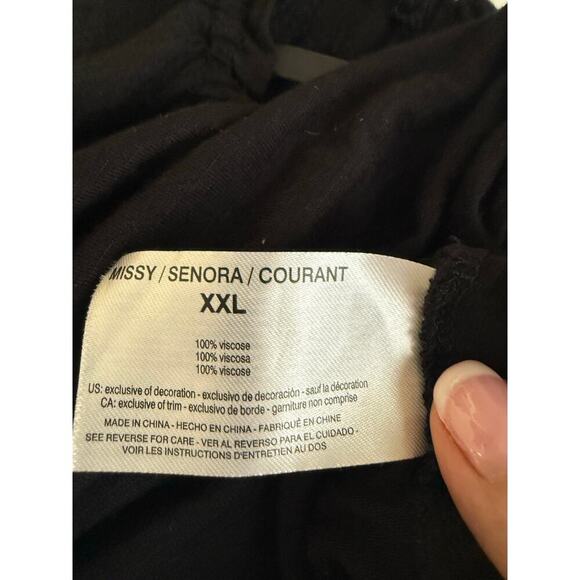 MISSY / SENORA / COURANT
XXL
100% viscose
100% viscosa
100% viscose
US: exclusive of decoration - exclusivo de decoración - sauf la décoration
CA: exclusive of trim - exclusivo de borde - garniture non comprise
MADE IN CHINA - HECHO EN CHINA - FABRIQUÉ EN CHINE
SEE REVERSE FOR CARE - VER AL REVERSO PARA EL CUIDADO -
VOIR LES INSTRUCTIONS D'ENTRETIEN AU DOS